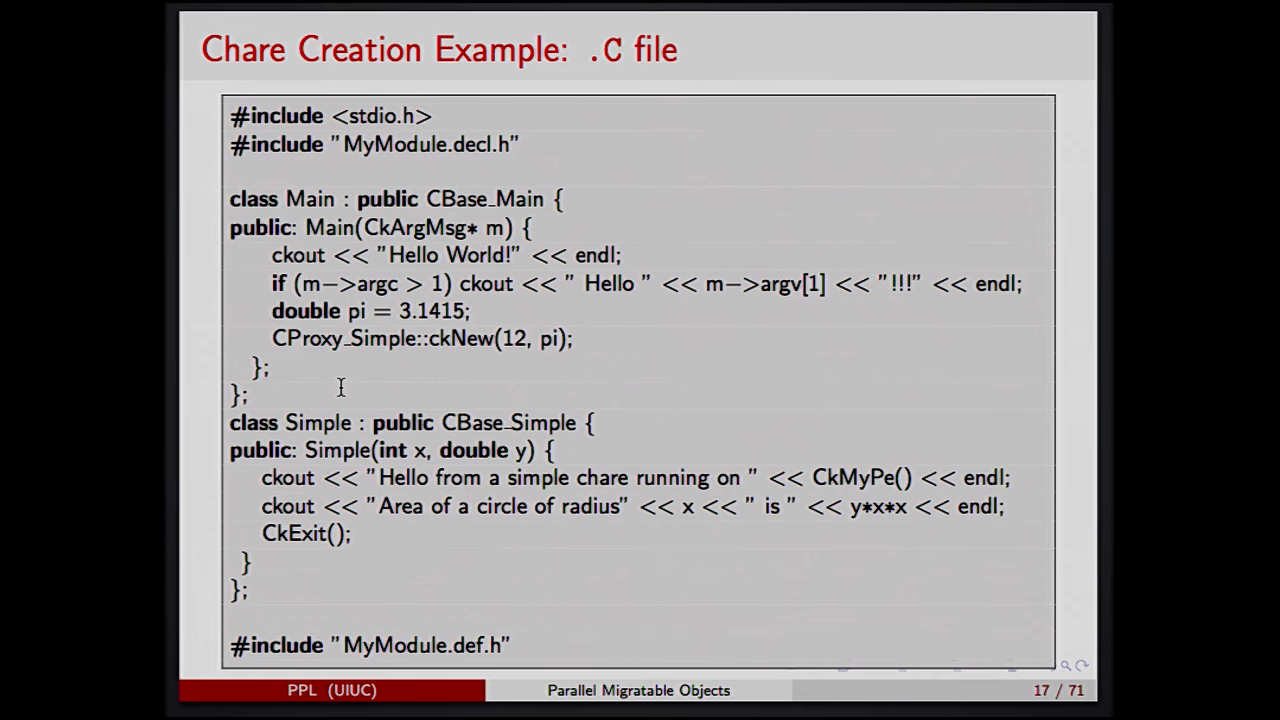 Chare Creation Example: .C file
#include <stdio.h>
#include "MyModule.decl.h"
class Main : public CBase_Main {
public: Main(CkArgMsg* m) {
ckout << "Hello World!" << endl;
if (m->argc > 1) ckout << " Hello " << m->argv[1] << "!!!" << endl;
double pi = 3.1415;
CProxy_Simple::ckNew(12, pi);
};
};
class Simple : public CBase_Simple {
public: Simple(int x, double y) {
ckout << "Hello from a simple chare running on " << CkMyPe() << endl;
ckout << "Area of a circle of radius" << x << " is " << y*x*x << endl;
CkExit();
}
};
#include "MyModule.def.h"
PPL (UIUC) Parallel Migratable Objects 17 / 71